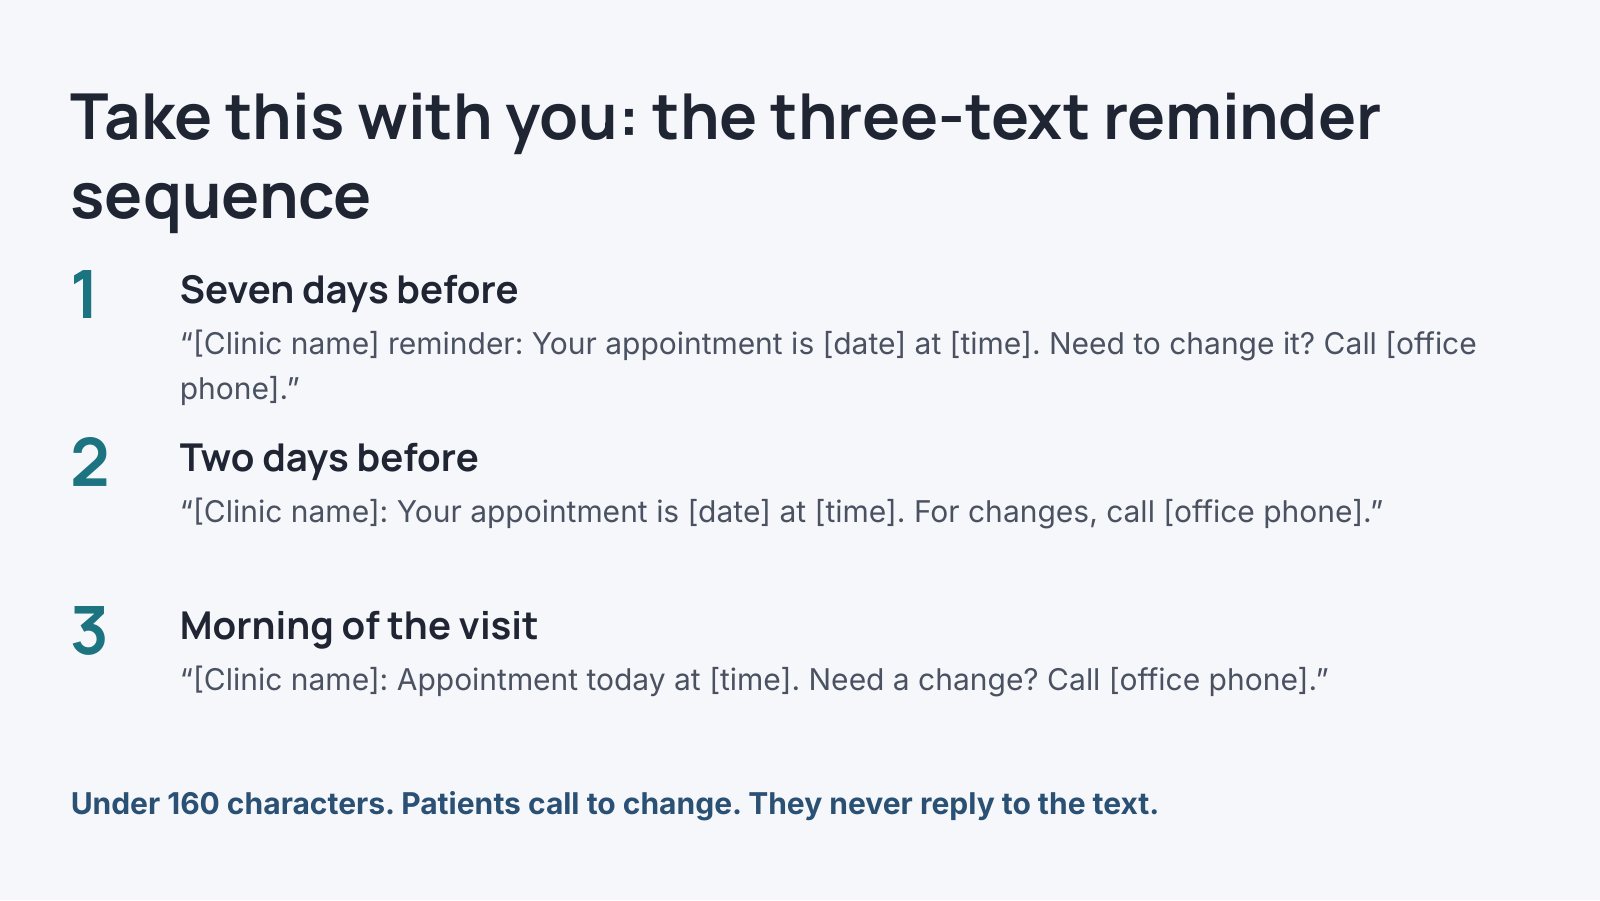 Take this with you: the three-text reminder
sequence
1
Seven days before
“[Clinic name] reminder: Your appointment is [date] at [time]. Need to change it? Call [office
phone].”
2
Two days before
“[Clinic name]: Your appointment is [date] at [time]. For changes, call [office phone].”
3
Morning of the visit
“[Clinic name]: Appointment today at [time]. Need a change? Call [office phone].”
Under 160 characters. Patients call to change. They never reply to the text.